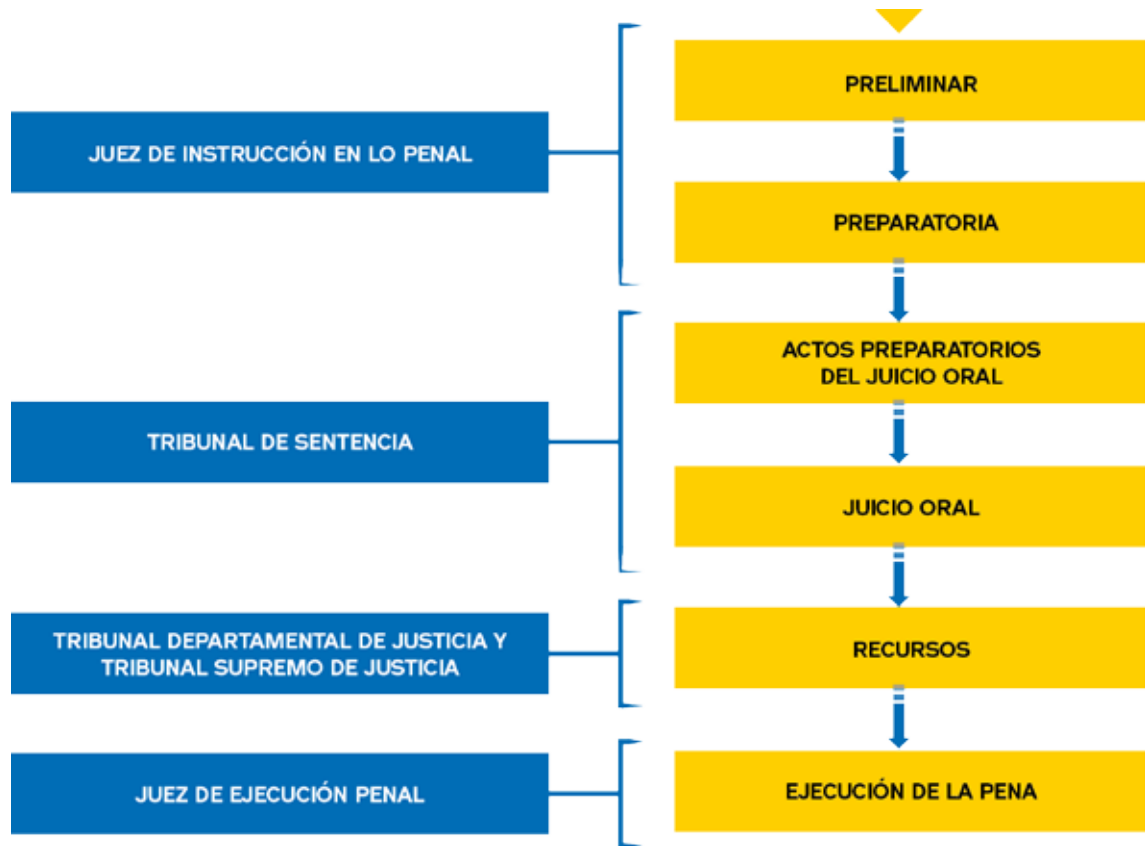 PRELIMINAR
JUEZ DE INSTRUCCIÓN EN LO PENAL
PREPARATORIA
ACTOS PREPARATORIOS
DEL JUICIO ORAL
TRIBUNAL DE SENTENCIA
JUICIO ORAL
TRIBUNAL DEPARTAMENTAL DE JUSTICIA Y
TRIBUNAL SUPREMO DE JUSTICIA
RECURSOS
JUEZ DE EJECUCIÓN PENAL
EJECUCIÓN DE LA PENA